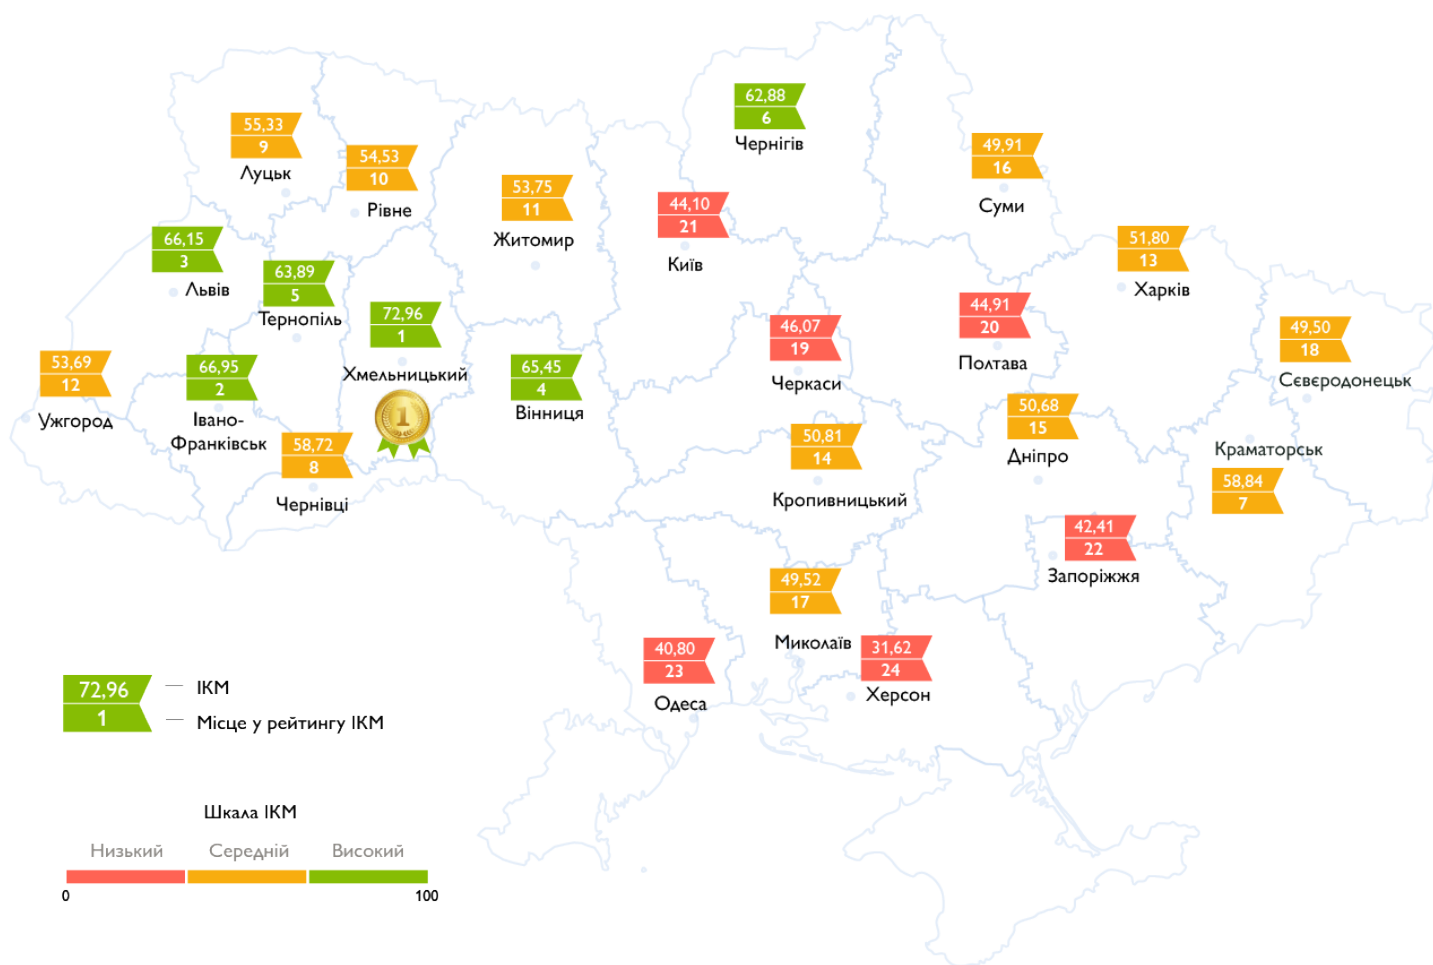 62,88
6
Чернігів
55,33
9
Луцьк
49,91
16
Суми
54,53
10
Рівне
53,75
11
Житомир
44,10
21
Київ
66,15
3
Львів
51,80
13
Харків
63,89
5
Тернопіль
72,96
1
Хмельницький
1
44,91
20
Полтава
46,07
19
Черкаси
49,50
18
Сєвєродонецьк
53,69
12
Ужгород
66,95
2
Івано-
Франківськ
65,45
4
Вінниця
50,68
15
Дніпро
58,72
8
Чернівці
50,81
14
Кропивницький
Краматорськ
58,84
7
42,41
22
Запоріжжя
49,52
17
Миколаїв
40,80
23
Одеса
31,62
24
Херсон
72,96
ІКМ
1
Місце у рейтингу ІКМ
Шкала ІКМ
Низький Середній Високий
0 100